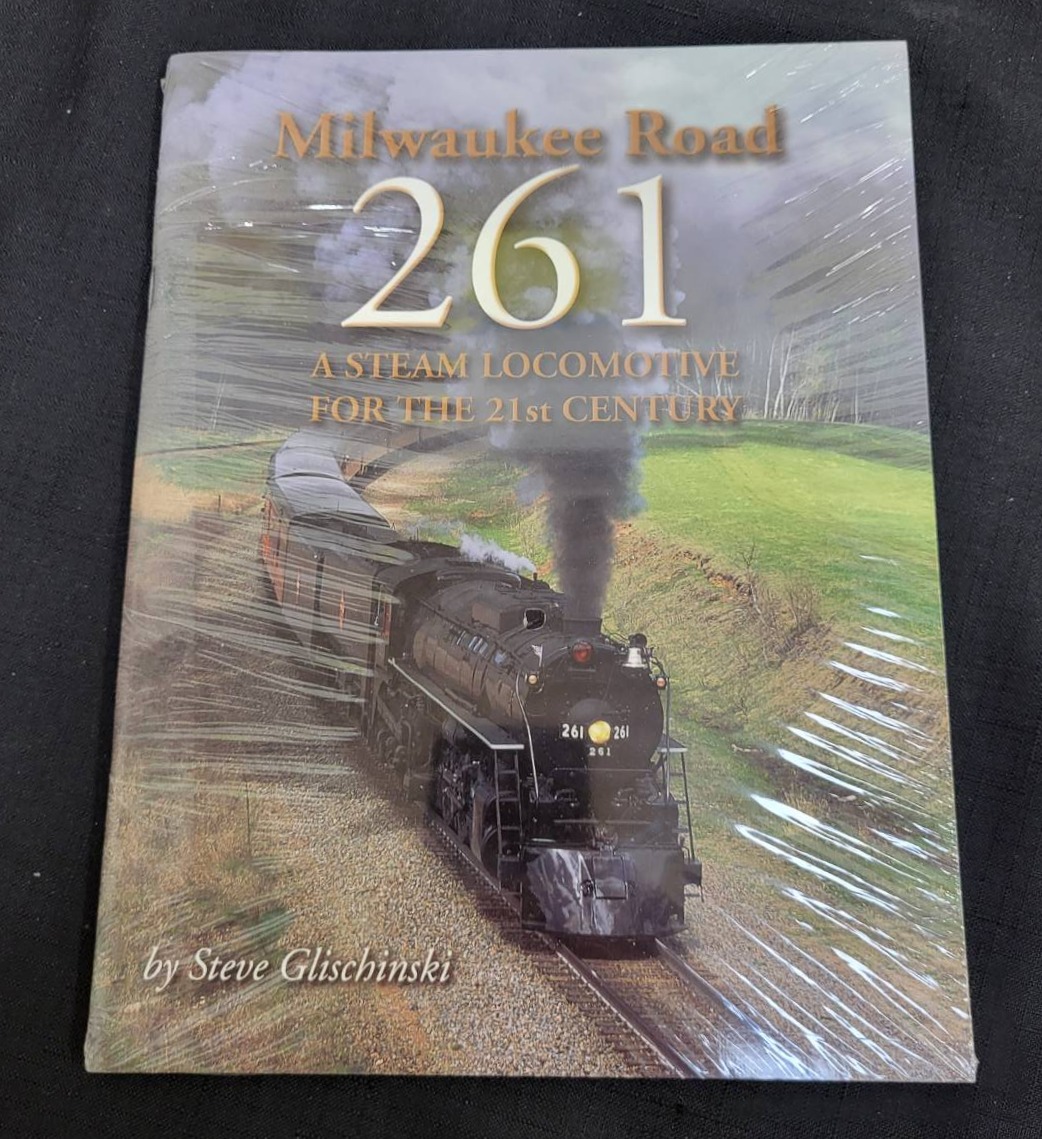 Milwaukee Road
261
A STEAM LOCOMOTIVE
FOR THE 21st CENTURY
261 261
261
by Steve Glischinski